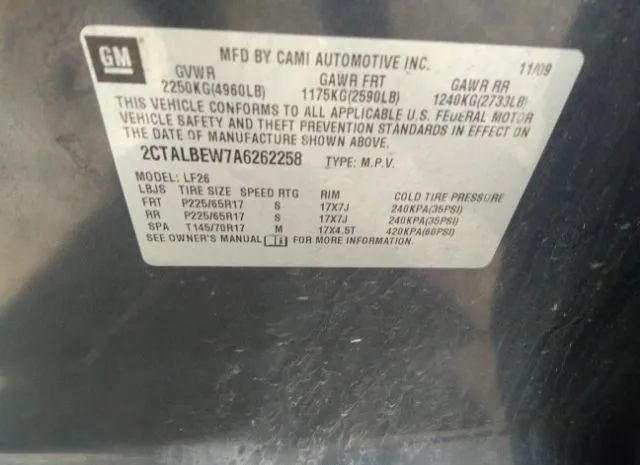 GM
MFD BY CAMI AUTOMOTIVE INC. 11/09
GVWR GAWR FRT GAWR RR
2250KG(4960LB) 1175KG(2590LB) 1240KG(2733LB)
THIS VEHICLE CONFORMS TO ALL APPLICABLE U.S. FEDERAL MOTOR
VEHICLE SAFETY AND THEFT PREVENTION STANDARDS IN EFFECT ON
THE DATE OF MANUFACTURE SHOWN ABOVE.
2CTALBEW7A6262258 TYPE: M.P.V.
MODEL: LF26
LBJS TIRE SIZE SPEED RTG RIM COLD TIRE PRESSURE
FRT P225/65R17 S 17X7J 240KPA(35PSI)
RR P225/65R17 S 17X7J 240KPA(35PSI)
SPA T145/70R17 M 17X4.5T 420KPA(60PSI)
SEE OWNER'S MANUAL FOR MORE INFORMATION.